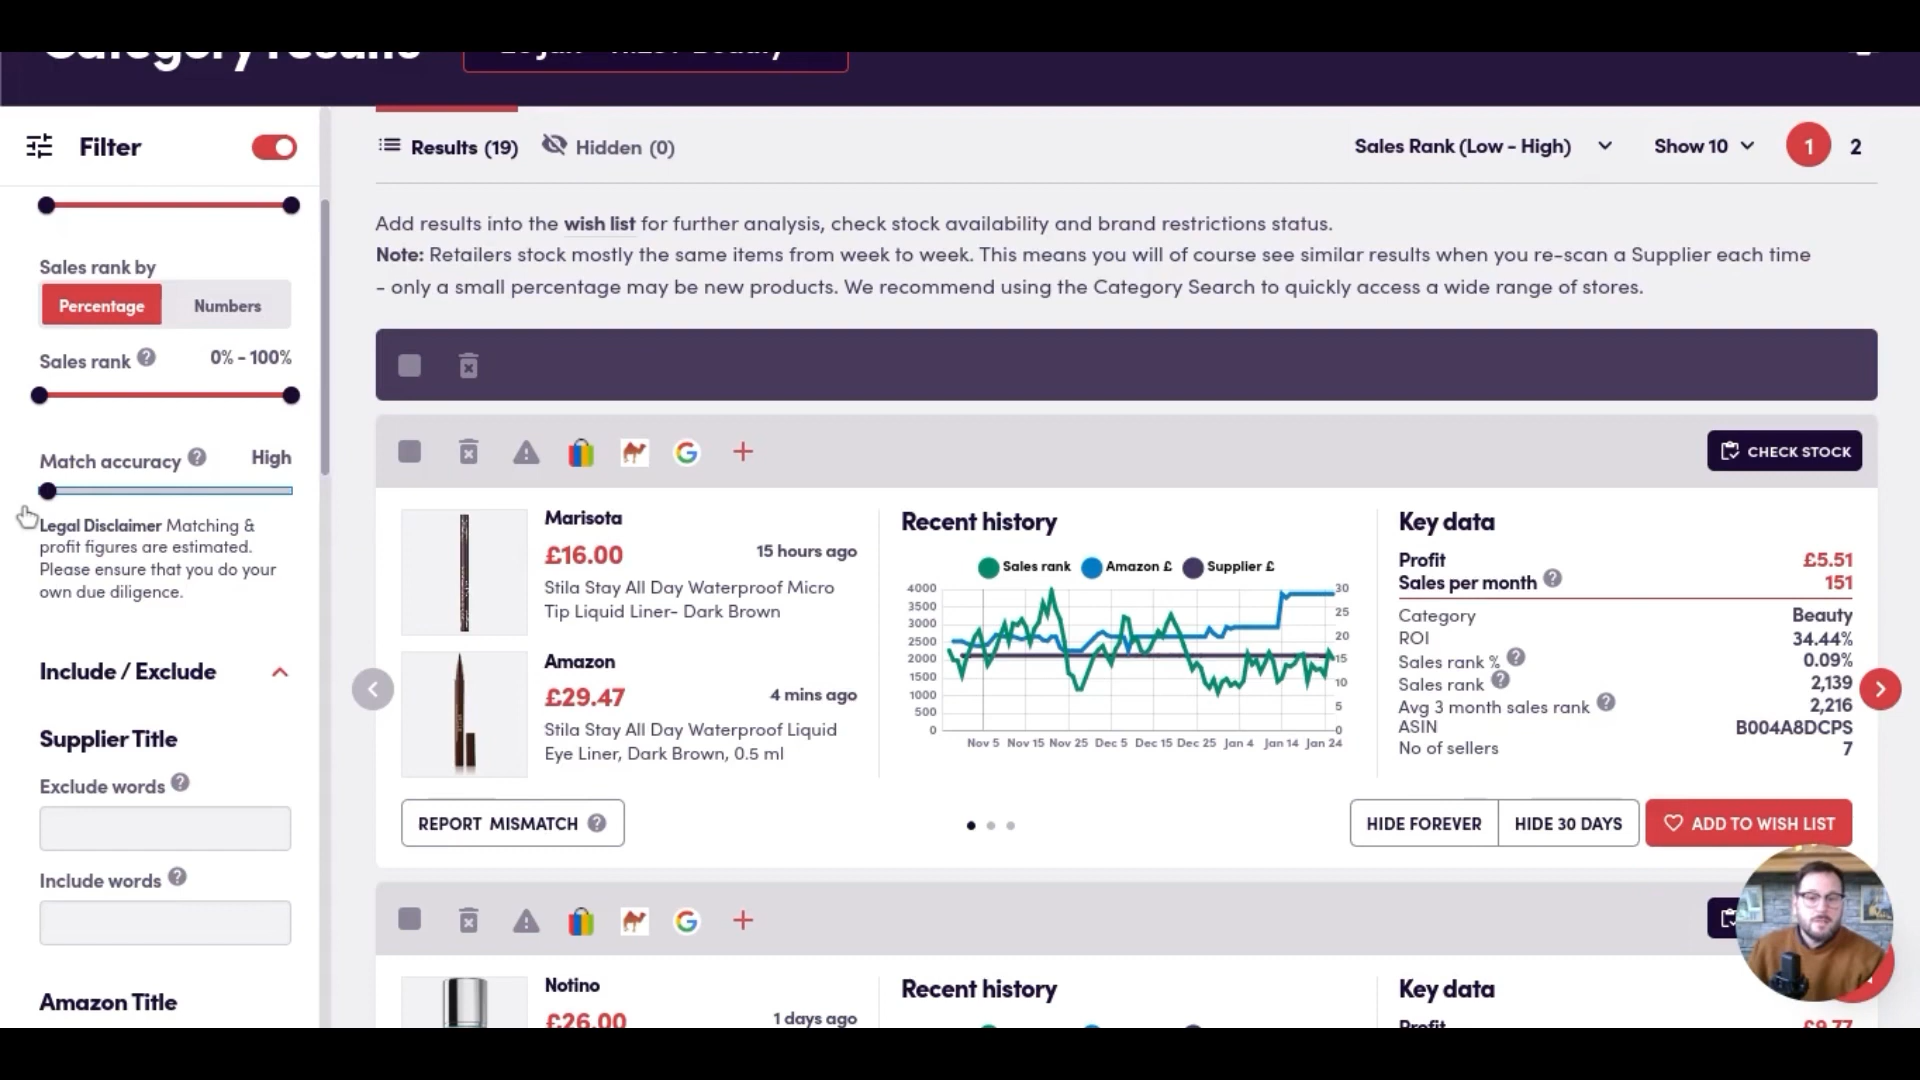 Category results
Filter
Sales rank by
Percentage
Numbers
Sales rank
0% - 100%
Match accuracy
High
Legal Disclaimer Matching &
profit figures are estimated.
Please ensure that you do your
own due diligence.
Include / Exclude
Supplier Title
Exclude words
Include words
Amazon Title
Results (19)
Hidden (0)
Sales Rank (Low - High)
Show 10
1
2
Add results into the wish list for further analysis, check stock availability and brand restrictions status.
Note: Retailers stock mostly the same items from week to week. This means you will of course see similar results when you re-scan a Supplier each time
- only a small percentage may be new products. We recommend using the Category Search to quickly access a wide range of stores.
CHECK STOCK
Marisota
£16.00
15 hours ago
Stila Stay All Day Waterproof Micro
Tip Liquid Liner- Dark Brown
Amazon
£29.47
4 mins ago
Stila Stay All Day Waterproof Liquid
Eye Liner, Dark Brown, 0.5 ml
Recent history
Sales rank
Amazon £
Supplier £
4000
3500
3000
2500
2000
1500
1000
500
0
30
25
20
15
10
5
0
Nov 5
Nov 15
Nov 25
Dec 5
Dec 15
Dec 25
Jan 4
Jan 14
Jan 24
Key data
Profit
£5.51
Sales per month
151
Category
Beauty
ROI
34.44%
Sales rank %
0.09%
Sales rank
2,139
Avg 3 month sales rank
2,216
ASIN
B004A8DCPS
No of sellers
7
REPORT MISMATCH
HIDE FOREVER
HIDE 30 DAYS
ADD TO WISH LIST
Notino
£26.00
1 days ago
Recent history
Key data
Profit
£9.77